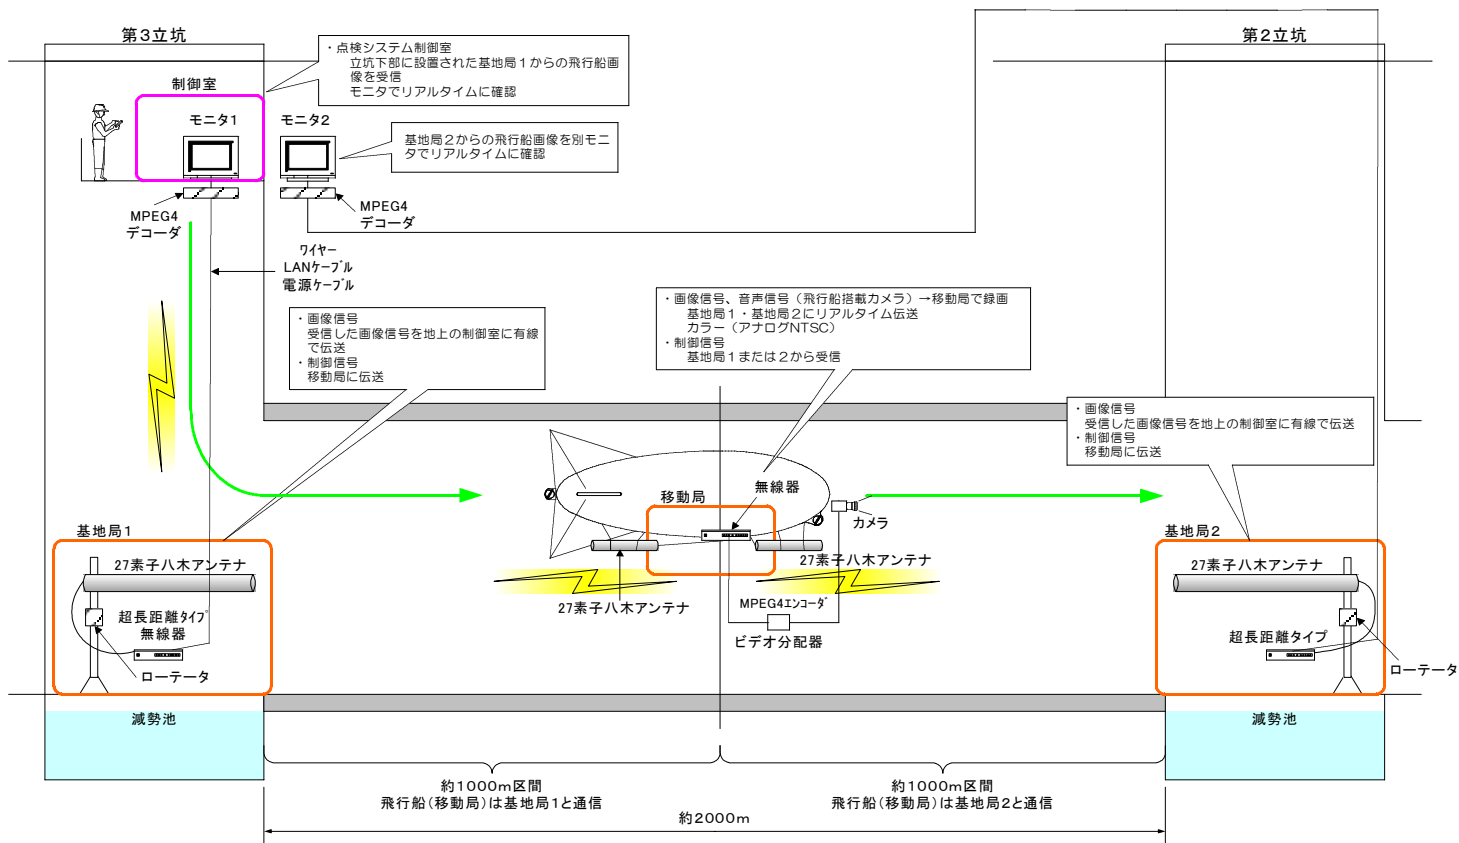 第3立坑
第2立坑
・点検システム制御室
立坑下部に設置された基地局１からの飛行船画
像を受信
モニタでリアルタイムに確認
制御室
モニタ1
モニタ2
基地局２からの飛行船画像を別モニ
タでリアルタイムに確認
MPEG4
デコーダ
MPEG4
デコーダ
ﾜｲﾔｰ
LANｹｰﾌﾞﾙ
電源ｹｰﾌﾞﾙ
・画像信号
受信した画像信号を地上の制御室に有線
で伝送
・制御信号
移動局に伝送
・画像信号、音声信号（飛行船搭載カメラ）→移動局で録画
基地局１・基地局２にリアルタイム伝送
カラー（アナログNTSC）
・制御信号
基地局１または２から受信
・画像信号
受信した画像信号を地上の制御室に有線で伝送
・制御信号
移動局に伝送
移動局
無線器
カメラ
27素子八木アンテナ
27素子八木アンテナ
MPEG4ｴﾝｺｰﾀﾞ
ビデオ分配器
基地局1
27素子八木アンテナ
超長距離ﾀｲﾌﾟ
無線器
ローテータ
基地局2
27素子八木アンテナ
超長距離タイプ
ローテータ
減勢池
減勢池
約1000m区間
飛行船(移動局)は基地局1と通信
約1000m区間
飛行船(移動局)は基地局2と通信
約2000m